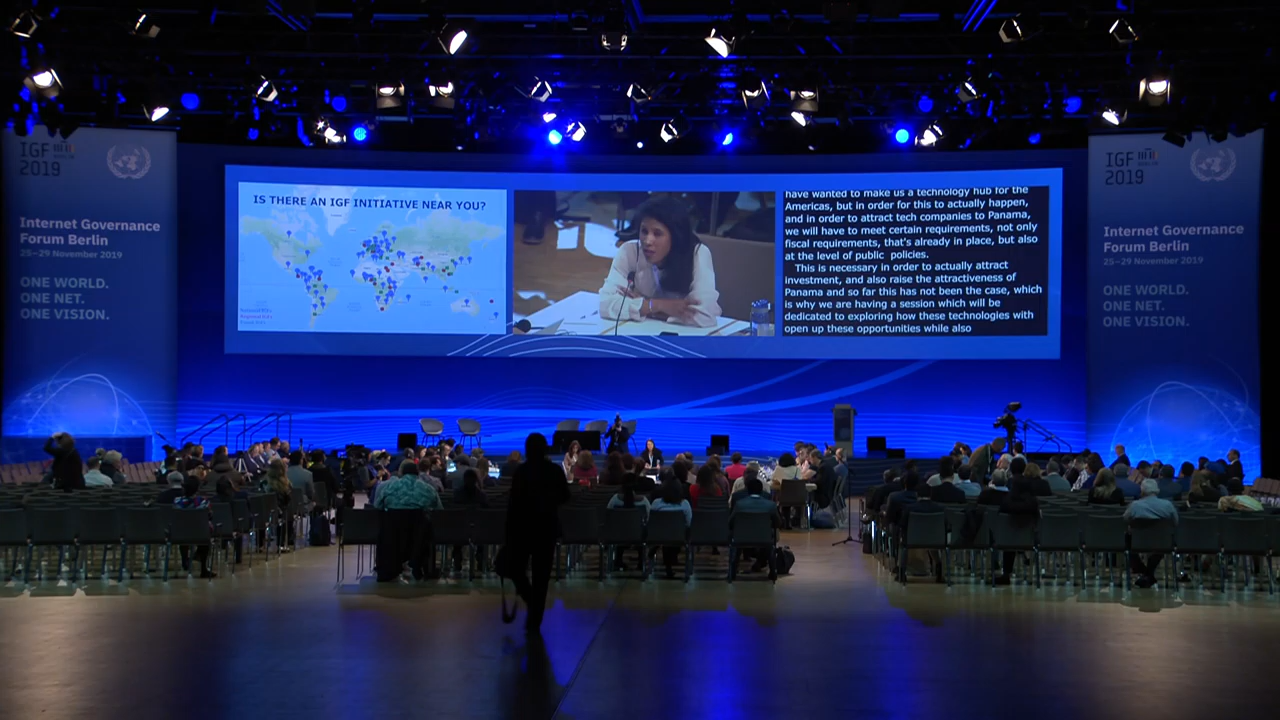 IGF
2019
Internet Governance
Forum Berlin
25–29 November 2019
ONE WORLD.
ONE NET.
ONE VISION.
IS THERE AN IGF INITIATIVE NEAR YOU?
have wanted to make us a technology hub for the
Americas, but in order for this to actually happen,
and in order to attract tech companies to Panama,
we will have to meet certain requirements, not only
fiscal requirements, that's already in place, but also
at the level of public policies.
This is necessary in order to actually attract
investment, and also raise the attractiveness of
Panama and so far this has not been the case, which
is why we are having a session which will be
dedicated to exploring how these technologies with
open up these opportunities while also
IGF
2019
Internet Governance
Forum Berlin
25–29 November 2019
ONE WORLD.
ONE NET.
ONE VISION.